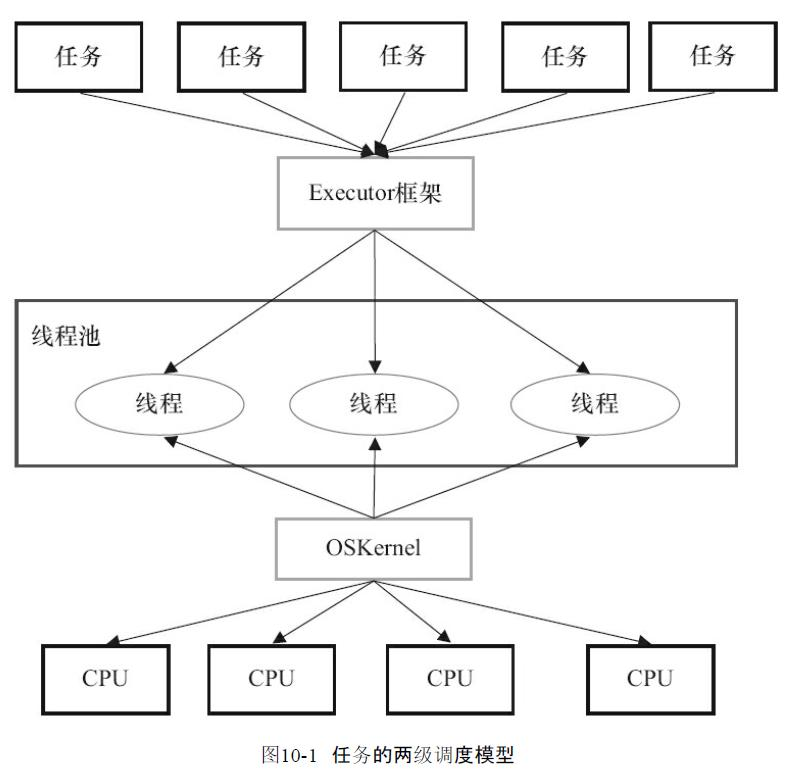 任务 任务 任务 任务 任务
Executor框架
线程池
线程 线程 线程
OSKernel
CPU CPU CPU CPU
图10-1 任务的两级调度模型